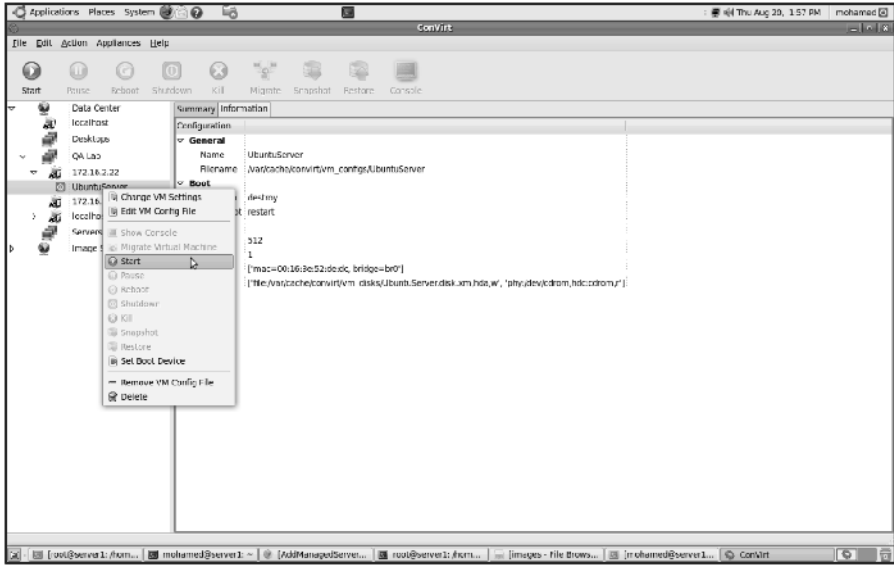 Applications Places System
Thu Aug 20, 1:57 PM mohamed
ConVirt
File Edit Action Appliances Help
Start Pause Reboot Shutdown Kill Migrate Snapshot Restore Console
Data Center
localhost
Desktops
QA Lab
172.16.2.22
UbuntuServer
172.16.
localho
Servers
Image
Summary Information
Configuration
General
Name UbuntuServer
Filename /var/cache/convirt/vm_configs/UbuntuServer
Boot
destroy
restart
512
1
["mac=00:16:3e:52:de:dc, bridge=br0"]
["file:/var/cache/convirt/vm_disks/UbuntuServer.disk.xm,hda,w", "phy:/dev/cdrom,hdc:cdrom,r"]
Change VM Settings
Edit VM Config File
Show Console
Migrate Virtual Machine
Start
Pause
Reboot
Shutdown
Kill
Snapshot
Restore
Set Boot Device
Remove VM Config File
Delete
[root@server1: /hom... mohamed@server1: ~ [AddManagedServer... root@server1: /hom... [images - File Brows... [mohamed@server1... ConVirt